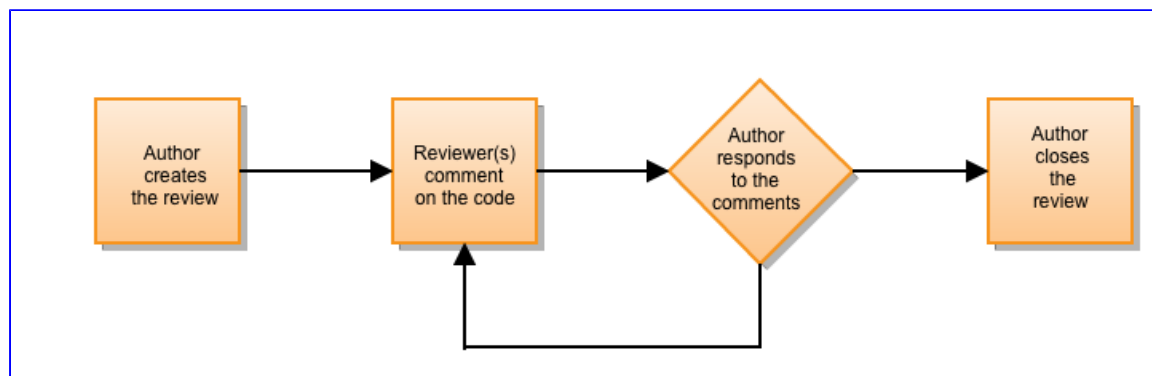 Author
creates
the review
Reviewer(s)
comment
on the code
Author
responds
to the
comments
Author
closes
the
review